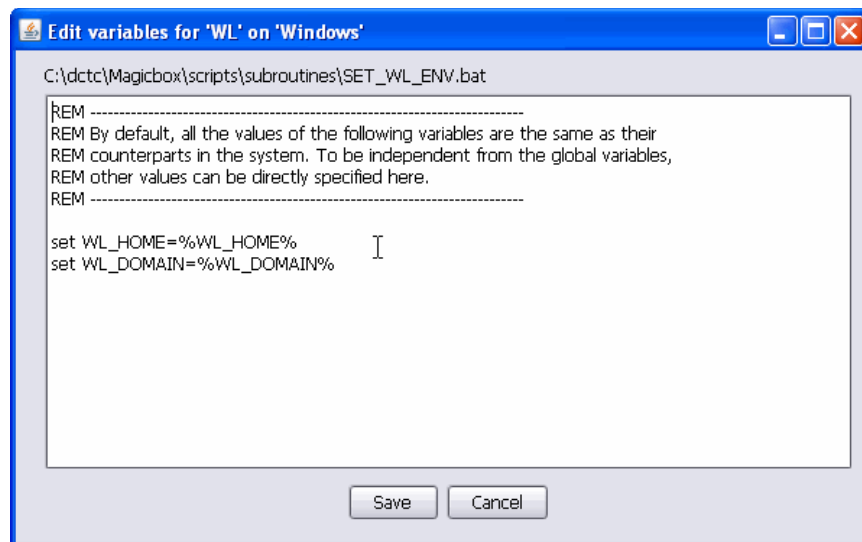 Edit variables for 'WL' on 'Windows'
C:\dctc\Magicbox\scripts\subroutines\SET_WL_ENV.bat
REM ---------------------------------------------------------------------------
REM By default, all the values of the following variables are the same as their
REM counterparts in the system. To be independent from the global variables,
REM other values can be directly specified here.
REM ---------------------------------------------------------------------------
set WL_HOME=%WL_HOME%
set WL_DOMAIN=%WL_DOMAIN%
Save Cancel